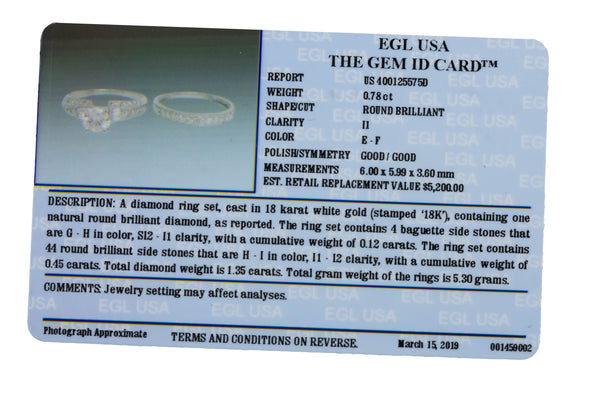 EGL USA
THE GEM ID CARD™
REPORT US 400125575D
WEIGHT 0.78 ct
SHAPE/CUT ROUND BRILLIANT
CLARITY I1
COLOR E - F
POLISH/SYMMETRY GOOD / GOOD
MEASUREMENTS 6.00 x 5.99 x 3.60 mm
EST. RETAIL REPLACEMENT VALUE $5,200.00
DESCRIPTION: A diamond ring set, cast in 18 karat white gold (stamped '18K'), containing one
natural round brilliant diamond, as reported. The ring set contains 4 baguette side stones that
are G - H in color, SI2 - I1 clarity, with a cumulative weight of 0.12 carats. The ring set contains
44 round brilliant side stones that are H - I in color, I1 - I2 clarity, with a cumulative weight of
0.45 carats. Total diamond weight is 1.35 carats. Total gram weight of the rings is 5.30 grams.
COMMENTS: Jewelry setting may affect analyses.
Photograph Approximate TERMS AND CONDITIONS ON REVERSE. March 15, 2019 001459002